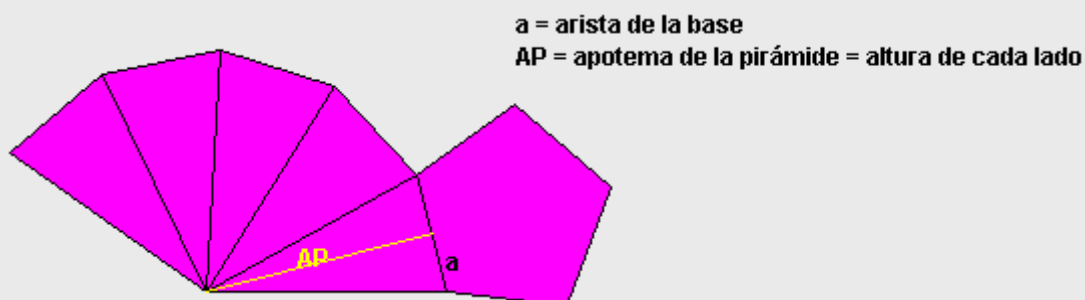 a = arista de la base
AP = apotema de la pirámide = altura de cada lado
AP
a